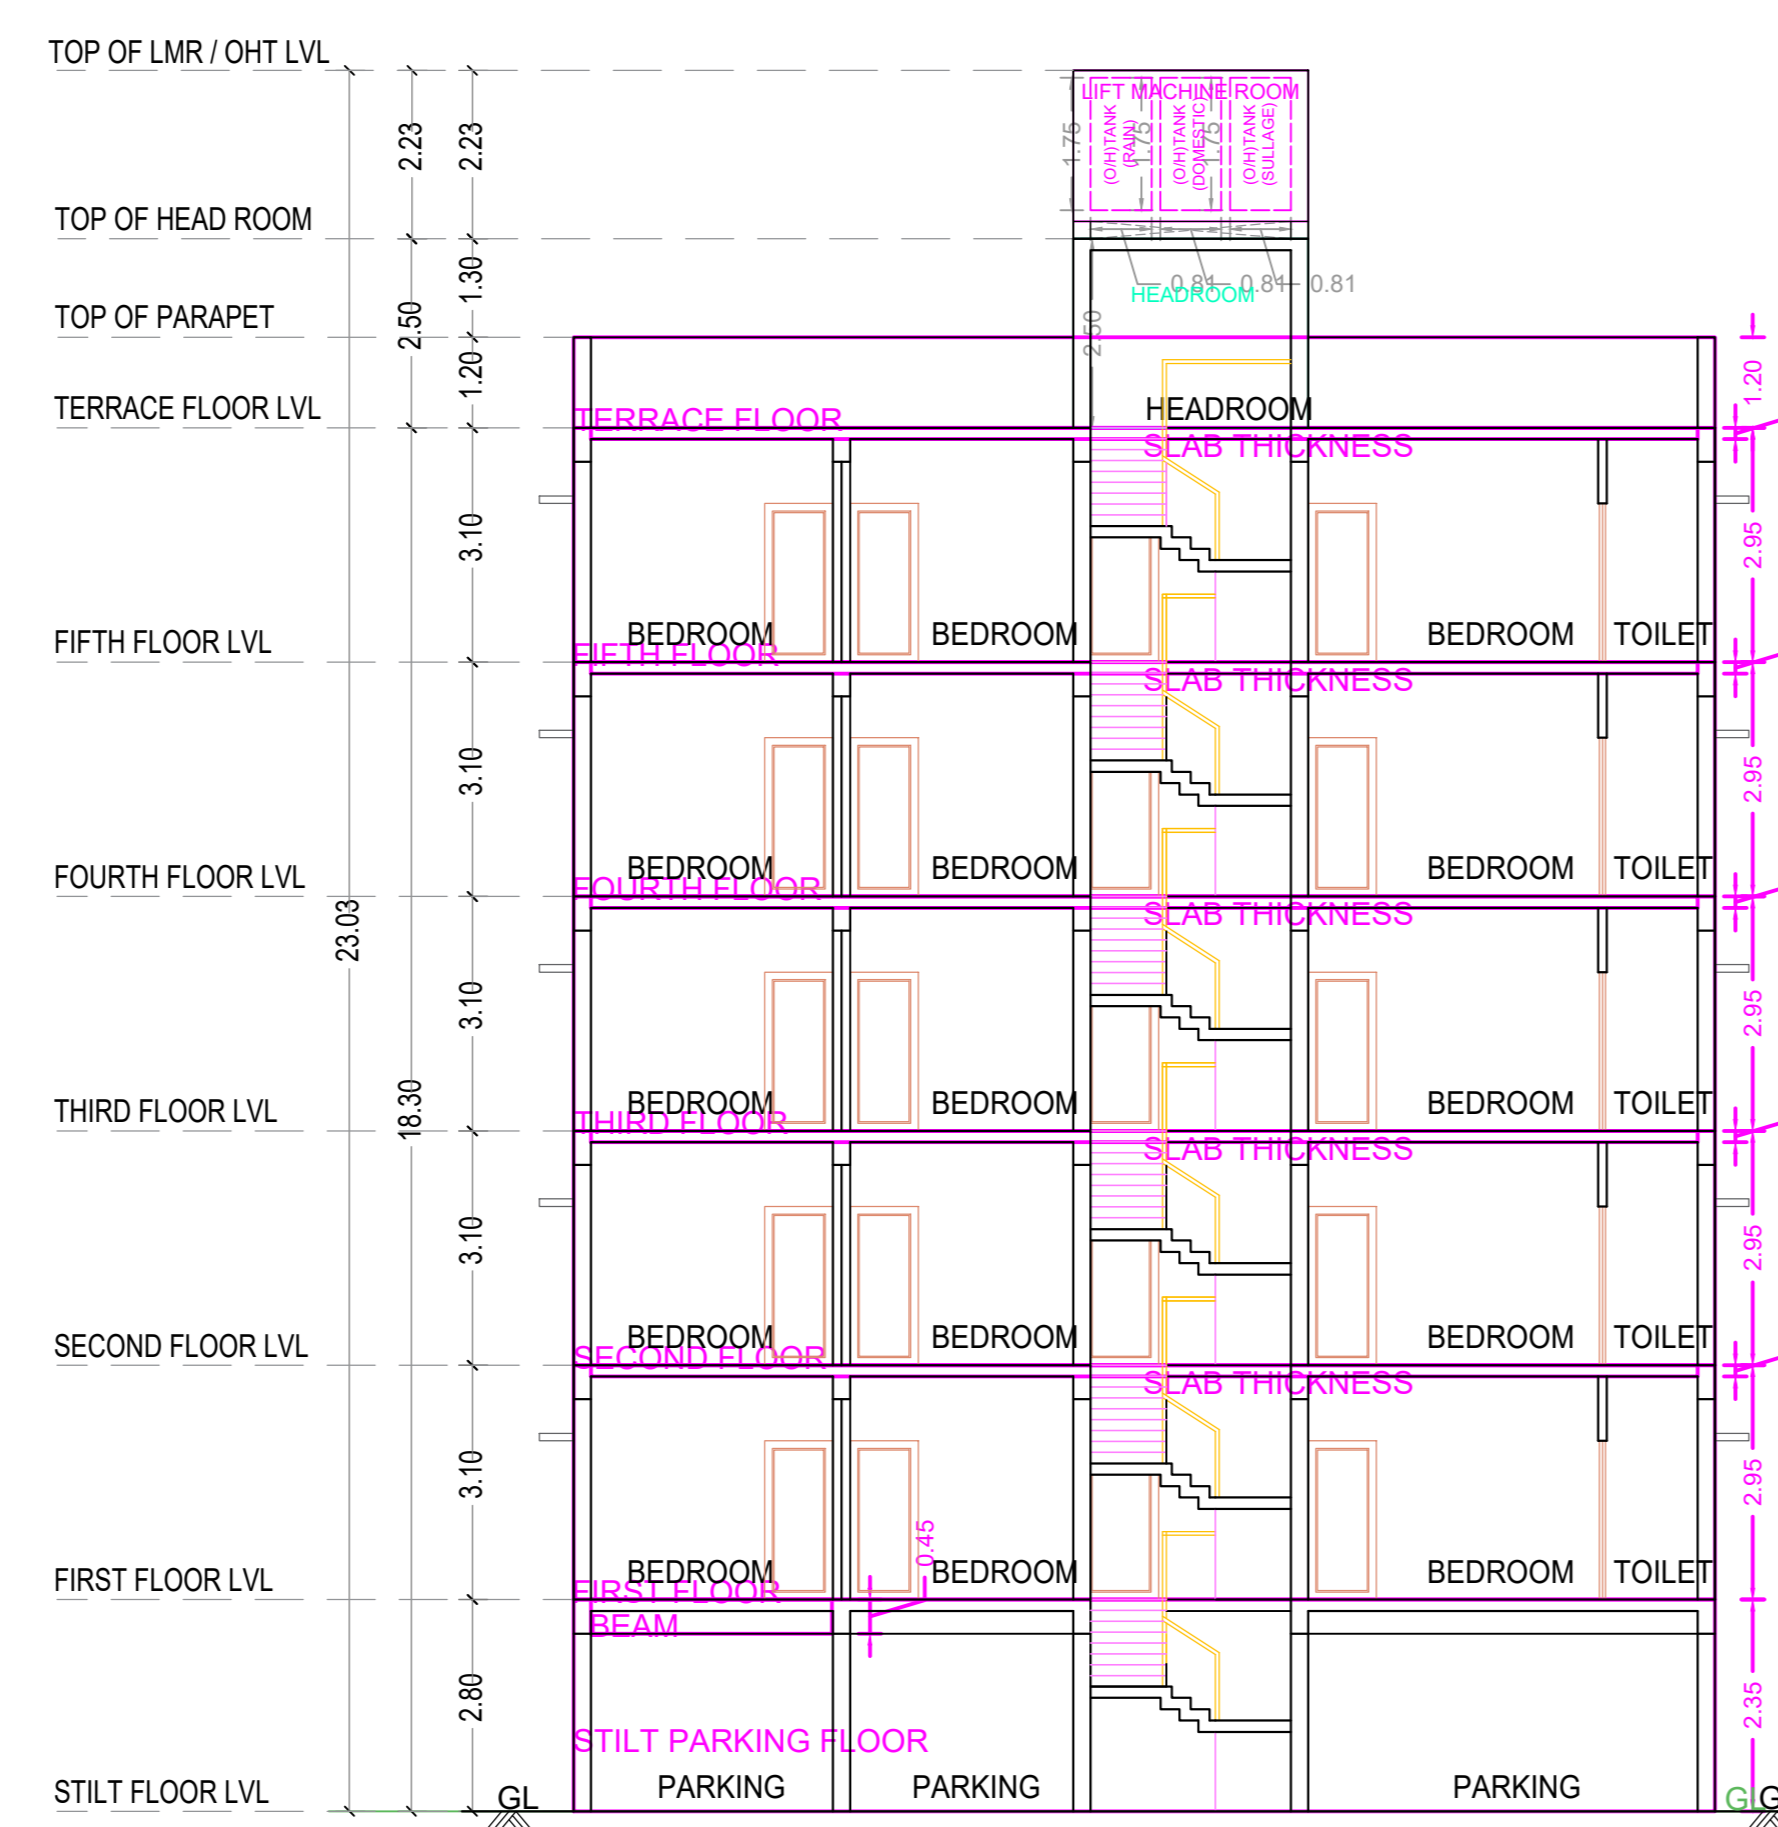 TOP OF LMR / OHT LVL
LIFT MACHINE ROOM
2.23
2.23
1.75
(O/H)TANK
(RAIN)
1.75
(O/H)TANK
(DOMESTIC)
1.75
(O/H)TANK
(SULLAGE)
TOP OF HEAD ROOM
1.30
0.81
0.81
0.81
HEADROOM
2.50
TOP OF PARAPET
2.50
1.20
1.20
TERRACE FLOOR LVL
TERRACE FLOOR
HEADROOM
SLAB THICKNESS
3.10
2.95
BEDROOM
BEDROOM
BEDROOM
TOILET
FIFTH FLOOR LVL
FIFTH FLOOR
SLAB THICKNESS
3.10
2.95
BEDROOM
BEDROOM
BEDROOM
TOILET
FOURTH FLOOR LVL
FOURTH FLOOR
SLAB THICKNESS
23.03
3.10
2.95
BEDROOM
BEDROOM
BEDROOM
TOILET
THIRD FLOOR LVL
18.30
THIRD FLOOR
SLAB THICKNESS
3.10
2.95
BEDROOM
BEDROOM
BEDROOM
TOILET
SECOND FLOOR LVL
SECOND FLOOR
SLAB THICKNESS
3.10
2.95
0.45
BEDROOM
BEDROOM
BEDROOM
TOILET
FIRST FLOOR LVL
FIRST FLOOR
BEAM
2.80
2.35
STILT PARKING FLOOR
STILT FLOOR LVL
GL
PARKING
PARKING
PARKING
GL
G